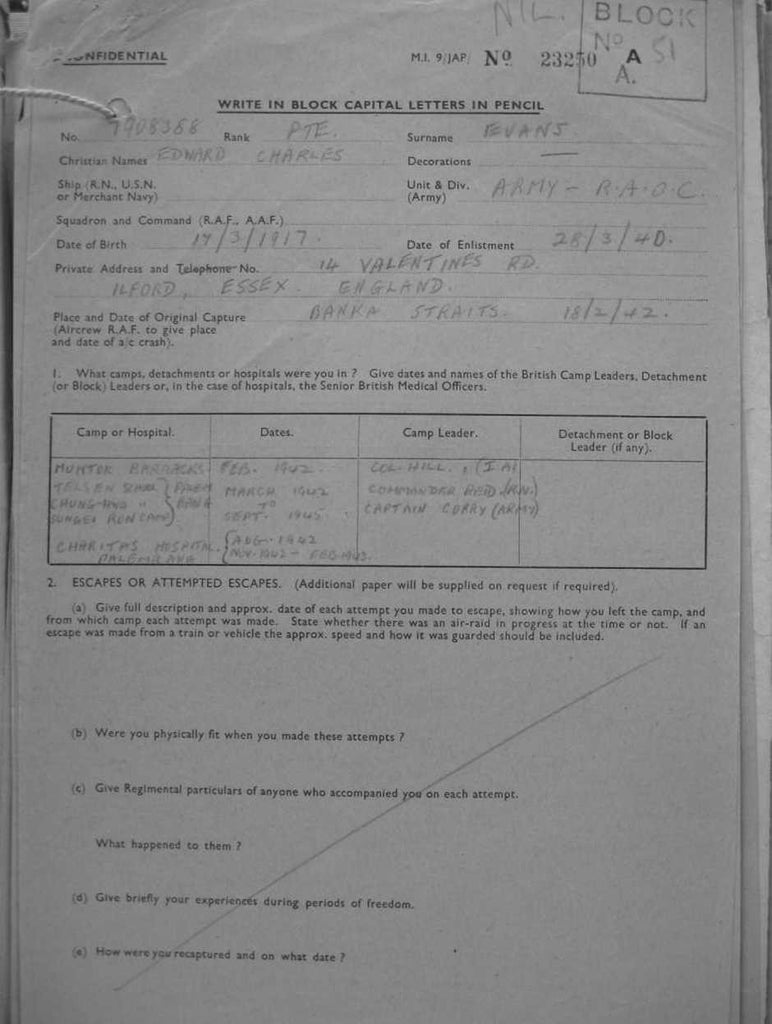 NIL.
BLOCK
No 51
A.
CONFIDENTIAL M.I. 9/JAP/ No 23250 A
WRITE IN BLOCK CAPITAL LETTERS IN PENCIL
No. 7908368 Rank PTE. Surname EVANS
Christian Names EDWARD CHARLES Decorations —
Ship (R.N., U.S.N. or Merchant Navy)
Unit & Div. (Army) ARMY - R.A.O.C.
Squadron and Command (R.A.F., A.A.F.)
Date of Birth 17/3/1917. Date of Enlistment 28/3/40.
Private Address and Telephone No. 14 VALENTINES RD.
ILFORD, ESSEX. ENGLAND.
Place and Date of Original Capture BANKA STRAITS. 18/2/42.
(Aircrew R.A.F. to give place
and date of a/c crash).
1. What camps, detachments or hospitals were you in ? Give dates and names of the British Camp Leaders, Detachment
(or Block) Leaders or, in the case of hospitals, the Senior British Medical Officers.
Camp or Hospital. Dates. Camp Leader. Detachment or Block
Leader (if any).
MUNTOK BARRACKS FEB. 1942. COL. HILL. (I A)
PALEM MARCH 1942 COMMANDER REID (R.N.)
CHUNG-HWA " BANG TO CAPTAIN CORRY (ARMY)
SUNGEI RON CAMP SEPT. 1945.
CHARITAS HOSPITAL. AUG. 1942
PALEMBANG NOV. 1942 - FEB. 1943.
2. ESCAPES OR ATTEMPTED ESCAPES. (Additional paper will be supplied on request if required).
(a) Give full description and approx. date of each attempt you made to escape, showing how you left the camp, and
from which camp each attempt was made. State whether there was an air-raid in progress at the time or not. If an
escape was made from a train or vehicle the approx. speed and how it was guarded should be included.
(b) Were you physically fit when you made these attempts ?
(c) Give Regimental particulars of anyone who accompanied you on each attempt.
What happened to them ?
(d) Give briefly your experiences during periods of freedom.
(e) How were you recaptured and on what date ?